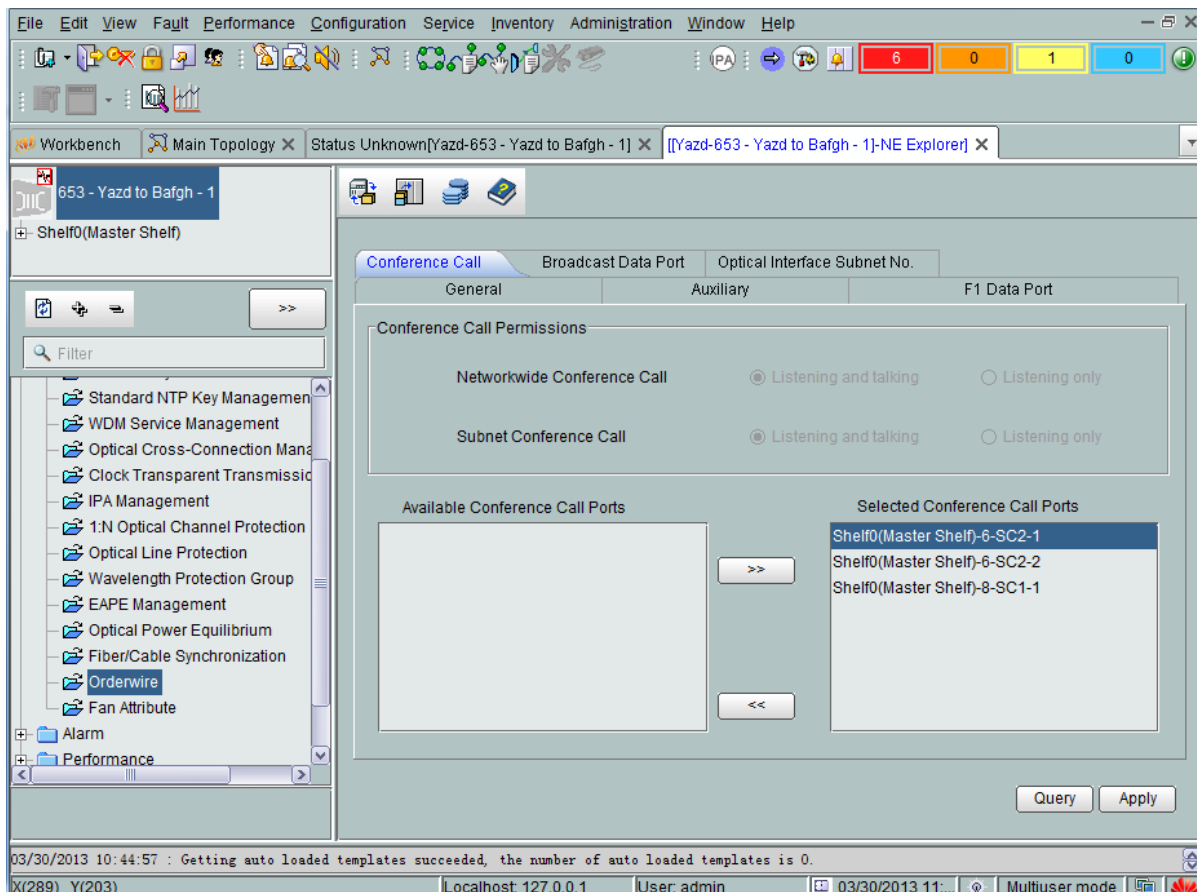 File Edit View Fault Performance Configuration Service Inventory Administration Window Help
PA 6 0 1 0
Workbench Main Topology Status Unknown[Yazd-653 - Yazd to Bafgh - 1] [[Yazd-653 - Yazd to Bafgh - 1]-NE Explorer]
653 - Yazd to Bafgh - 1
Shelf0(Master Shelf)
>>
Filter
Standard NTP Key Managemen
WDM Service Management
Optical Cross-Connection Mana
Clock Transparent Transmissic
IPA Management
1:N Optical Channel Protection
Optical Line Protection
Wavelength Protection Group
EAPE Management
Optical Power Equilibrium
Fiber/Cable Synchronization
Orderwire
Fan Attribute
Alarm
Performance
Conference Call Broadcast Data Port Optical Interface Subnet No.
General Auxiliary F1 Data Port
Conference Call Permissions
Networkwide Conference Call Listening and talking Listening only
Subnet Conference Call Listening and talking Listening only
Available Conference Call Ports
>>
<<
Selected Conference Call Ports
Shelf0(Master Shelf)-6-SC2-1
Shelf0(Master Shelf)-6-SC2-2
Shelf0(Master Shelf)-8-SC1-1
Query Apply
03/30/2013 10:44:57 : Getting auto loaded templates succeeded, the number of auto loaded templates is 0.
X(289) Y(203) Localhost: 127.0.0.1 User: admin 03/30/2013 11:... Multiuser mode